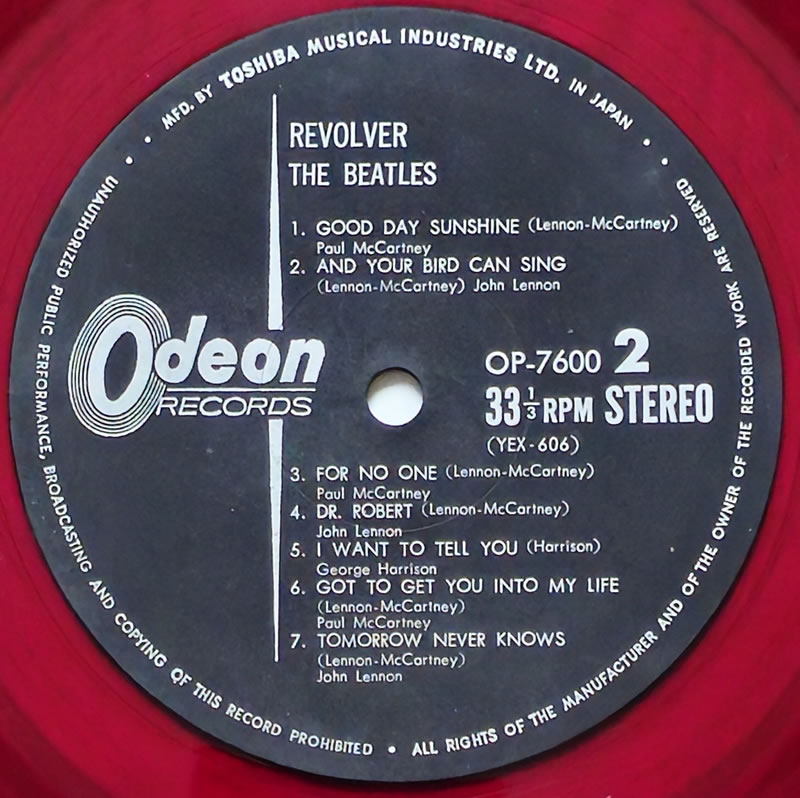 MFD. BY TOSHIBA MUSICAL INDUSTRIES LTD. IN JAPAN
REVOLVER
THE BEATLES
1. GOOD DAY SUNSHINE (Lennon-McCartney)
Paul McCartney
2. AND YOUR BIRD CAN SING
(Lennon-McCartney) John Lennon
Odeon
RECORDS
OP-7600 2
33 1/3 RPM STEREO
(YEX-606)
3. FOR NO ONE (Lennon-McCartney)
Paul McCartney
4. DR. ROBERT (Lennon-McCartney)
John Lennon
5. I WANT TO TELL YOU (Harrison)
George Harrison
6. GOT TO GET YOU INTO MY LIFE
(Lennon-McCartney)
Paul McCartney
7. TOMORROW NEVER KNOWS
(Lennon-McCartney)
John Lennon
UNAUTHORIZED PUBLIC PERFORMANCE, BROADCASTING AND COPYING OF THIS RECORD PROHIBITED • ALL RIGHTS OF THE MANUFACTURER AND OF THE OWNER OF THE RECORDED WORK ARE RESERVED